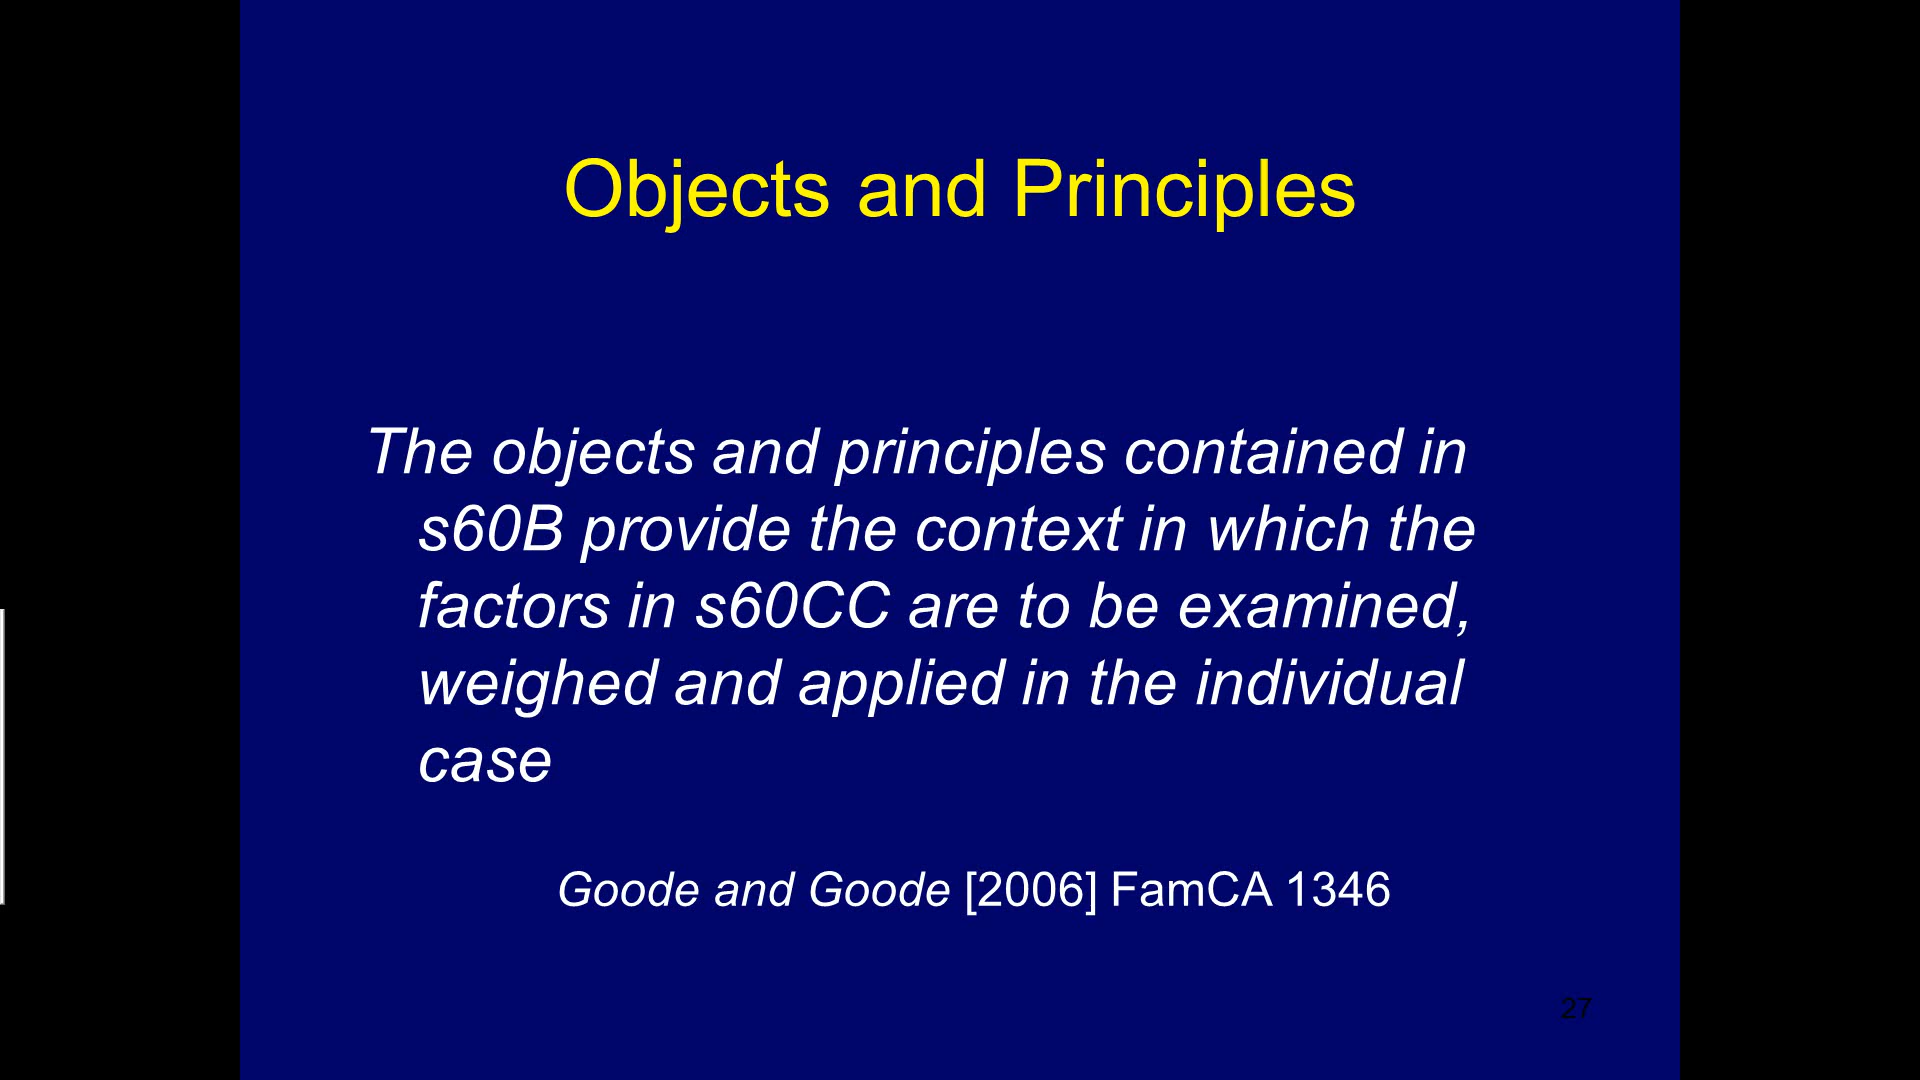 Objects and Principles
The objects and principles contained in
s60B provide the context in which the
factors in s60CC are to be examined,
weighed and applied in the individual
case
Goode and Goode [2006] FamCA 1346
27